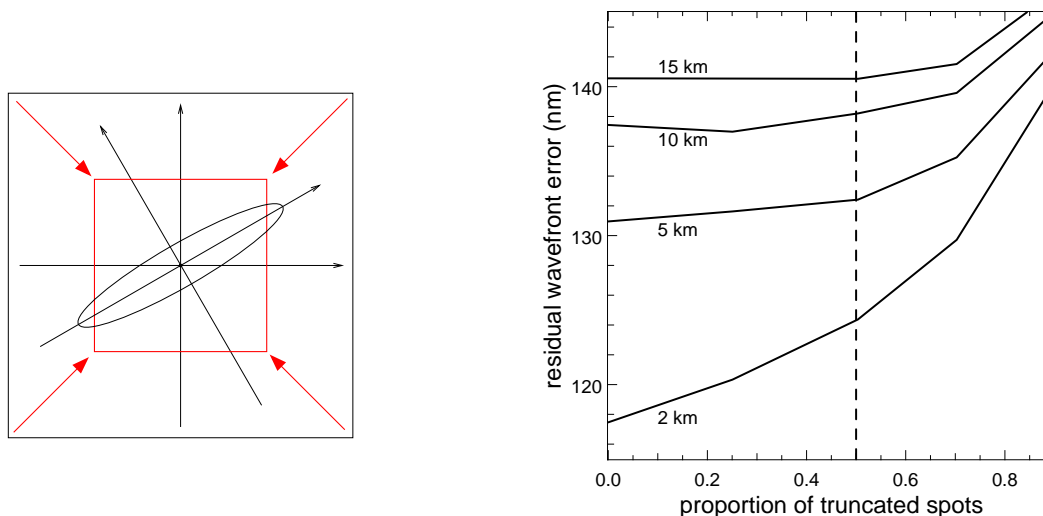 residual wavefront error (nm)
140
130
120
15 km
10 km
5 km
2 km
0.0 0.2 0.4 0.6 0.8
proportion of truncated spots